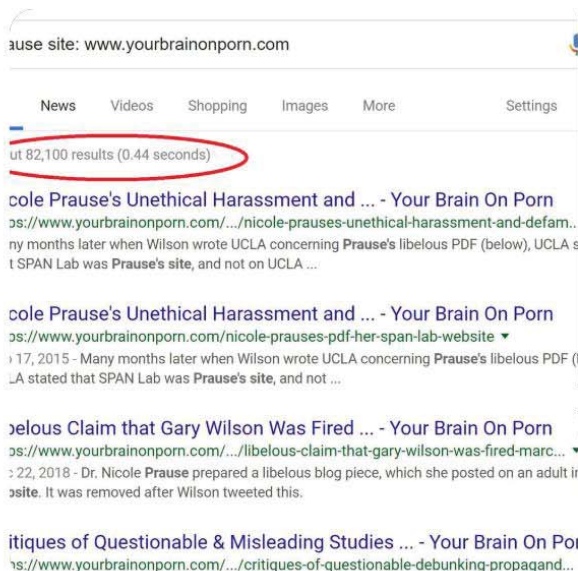 ause site: www.yourbrainonporn.com
News Videos Shopping Images More Settings
ut 82,100 results (0.44 seconds)
cole Prause's Unethical Harassment and ... - Your Brain On Porn
ps://www.yourbrainonporn.com/.../nicole-prauses-unethical-harassment-and-defam...
ny months later when Wilson wrote UCLA concerning Prause's libelous PDF (below), UCLA s
t SPAN Lab was Prause's site, and not on UCLA ...
cole Prause's Unethical Harassment and ... - Your Brain On Porn
ps://www.yourbrainonporn.com/nicole-prauses-pdf-her-span-lab-website
17, 2015 - Many months later when Wilson wrote UCLA concerning Prause's libelous PDF (
LA stated that SPAN Lab was Prause's site, and not ...
belous Claim that Gary Wilson Was Fired ... - Your Brain On Porn
ps://www.yourbrainonporn.com/.../libelous-claim-that-gary-wilson-was-fired-marc...
22, 2018 - Dr. Nicole Prause prepared a libelous blog piece, which she posted on an adult in
bsite. It was removed after Wilson tweeted this.
itiques of Questionable & Misleading Studies ... - Your Brain On Por
ps://www.yourbrainonporn.com/.../critiques-of-questionable-debunking-propagand...